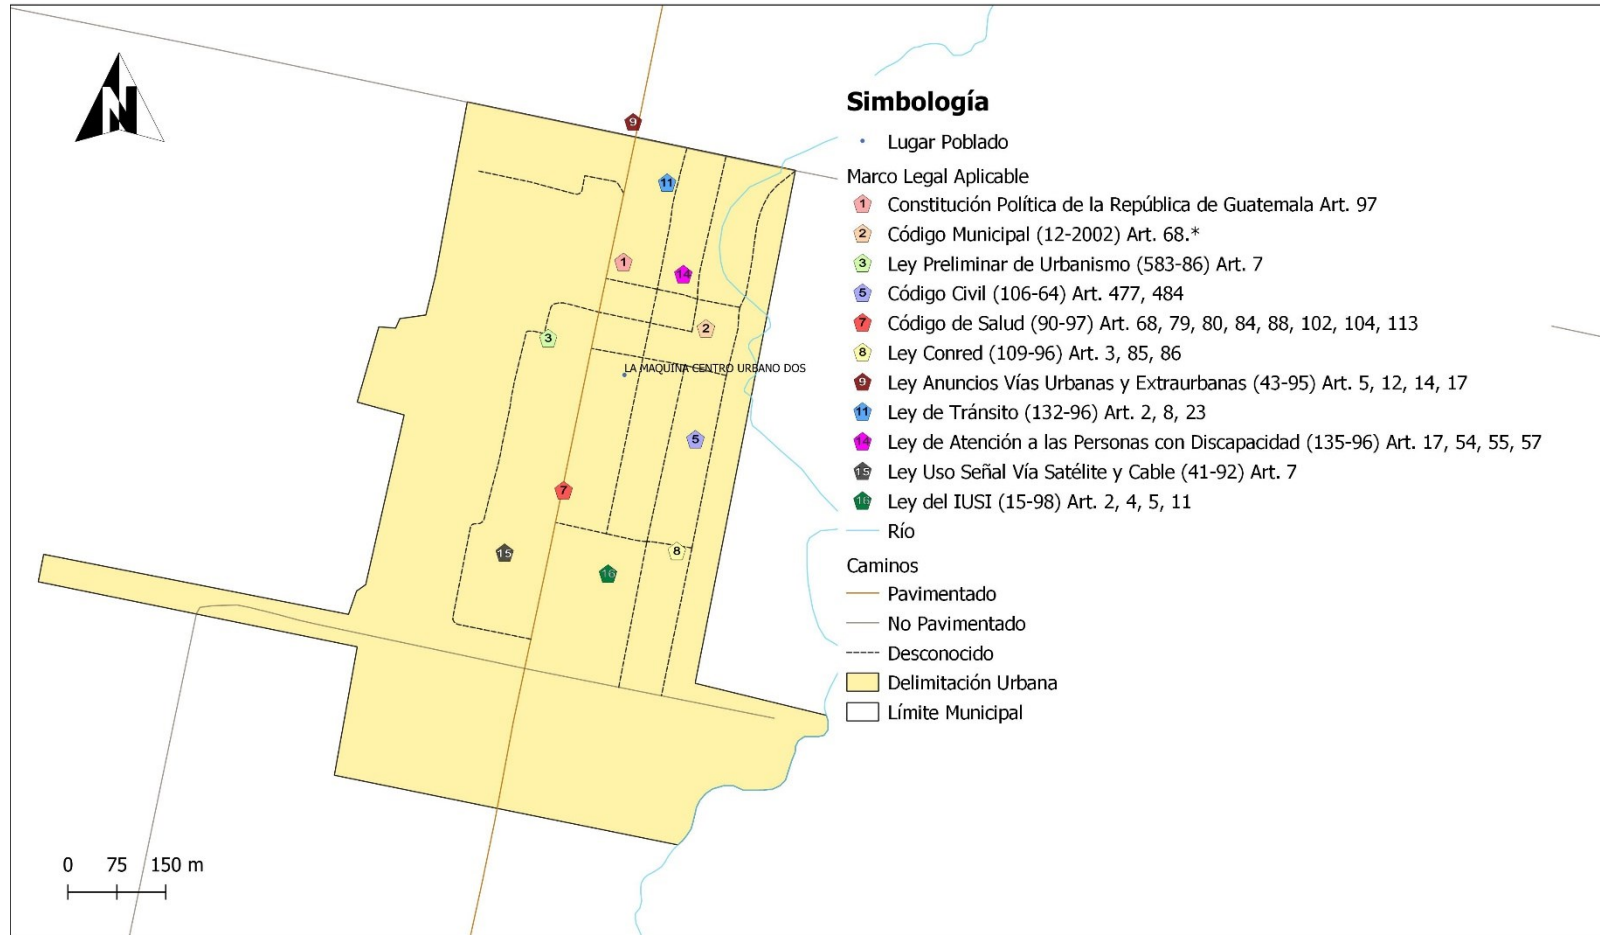 N
9
11
1
14
2
3
LA MAQUINA CENTRO URBANO DOS
5
7
15
8
16
0 75 150 m
Simbología
Lugar Poblado
Marco Legal Aplicable
1 Constitución Política de la República de Guatemala Art. 97
2 Código Municipal (12-2002) Art. 68.*
3 Ley Preliminar de Urbanismo (583-86) Art. 7
5 Código Civil (106-64) Art. 477, 484
7 Código de Salud (90-97) Art. 68, 79, 80, 84, 88, 102, 104, 113
8 Ley Conred (109-96) Art. 3, 85, 86
9 Ley Anuncios Vías Urbanas y Extraurbanas (43-95) Art. 5, 12, 14, 17
11 Ley de Tránsito (132-96) Art. 2, 8, 23
14 Ley de Atención a las Personas con Discapacidad (135-96) Art. 17, 54, 55, 57
15 Ley Uso Señal Vía Satélite y Cable (41-92) Art. 7
16 Ley del IUSI (15-98) Art. 2, 4, 5, 11
Río
Caminos
Pavimentado
No Pavimentado
Desconocido
Delimitación Urbana
Límite Municipal